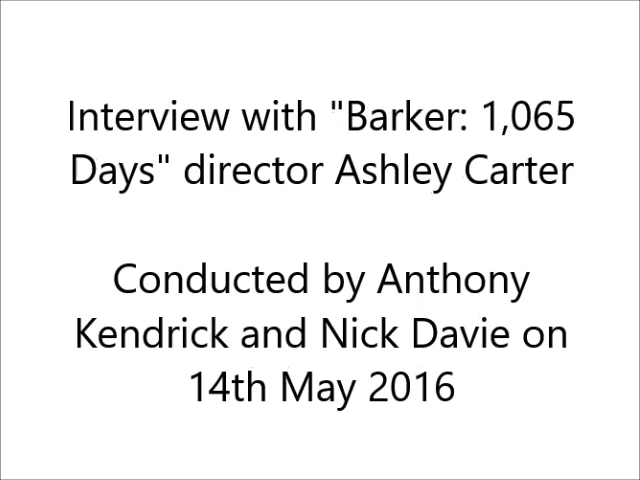 Interview with "Barker: 1,065
Days" director Ashley Carter
Conducted by Anthony
Kendrick and Nick Davie on
14th May 2016